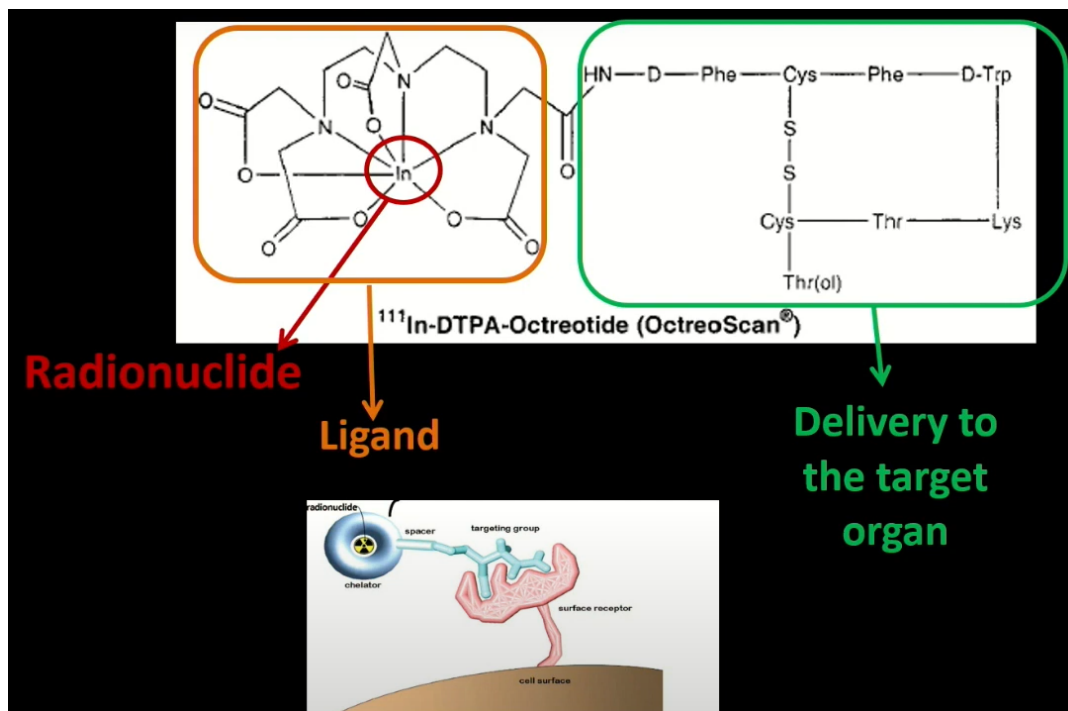 HN—D—Phe—Cys—Phe—D-Trp
N
O
O
N
N
O
S
O
In
O
S
O
O
Cys—Thr—Lys
O
O
Thr(ol)
111In-DTPA-Octreotide (OctreoScan®)
Radionuclide
Ligand
Delivery to
the target
organ
radionuclide
spacer
targeting group
chelator
surface receptor
cell surface